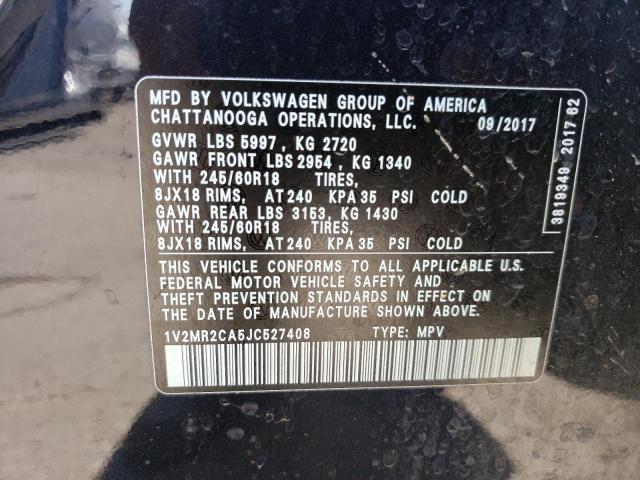 MFD BY VOLKSWAGEN GROUP OF AMERICA
CHATTANOOGA OPERATIONS, LLC. 09/2017
GVWR LBS 5997, KG 2720
GAWR FRONT LBS 2954, KG 1340
WITH 245/60R18 TIRES,
8JX18 RIMS, AT 240 KPA 35 PSI COLD
GAWR REAR LBS 3153, KG 1430
WITH 245/60R18 TIRES,
8JX18 RIMS, AT 240 KPA 35 PSI COLD
THIS VEHICLE CONFORMS TO ALL APPLICABLE U.S.
FEDERAL MOTOR VEHICLE SAFETY AND
THEFT PREVENTION STANDARDS IN EFFECT ON
THE DATE OF MANUFACTURE SHOWN ABOVE.
1V2MR2CA5JC527408 TYPE: MPV
3819349 2017 62